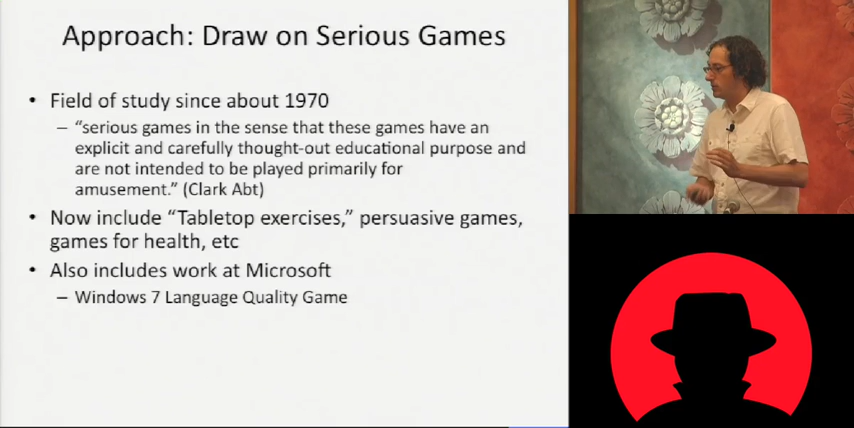 Approach: Draw on Serious Games
• Field of study since about 1970
– “serious games in the sense that these games have an
explicit and carefully thought-out educational purpose and
are not intended to be played primarily for
amusement.” (Clark Abt)
• Now include “Tabletop exercises,” persuasive games,
games for health, etc
• Also includes work at Microsoft
– Windows 7 Language Quality Game